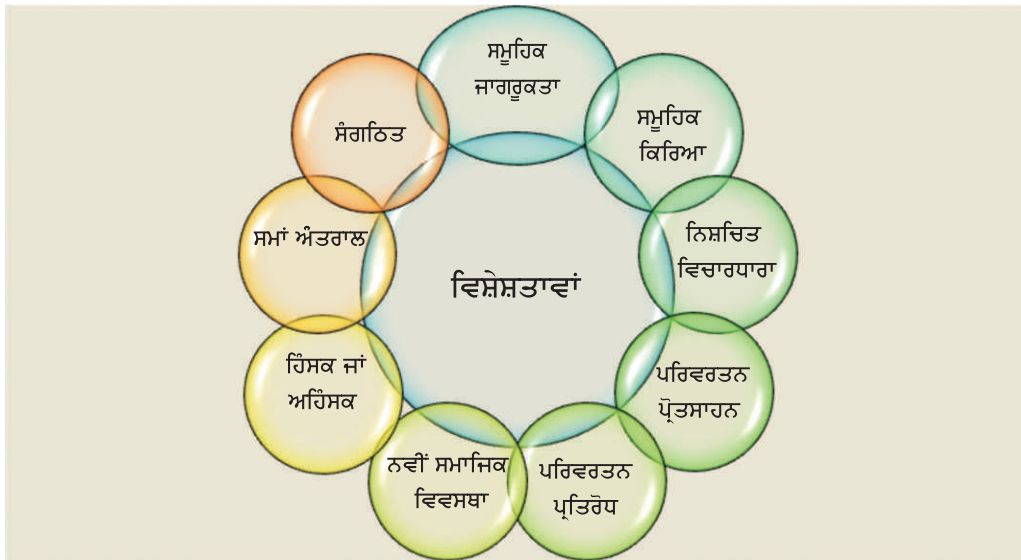 ਸਮੂਹਿਕ
ਜਾਗਰੂਕਤਾ
ਸਮੂਹਿਕ
ਕਿਰਿਆ
ਨਿਸ਼ਚਿਤ
ਵਿਚਾਰਧਾਰਾ
ਪਰਿਵਰਤਨ
ਪ੍ਰੋਤਸਾਹਨ
ਪਰਿਵਰਤਨ
ਪ੍ਰਤਿਰੋਧ
ਨਵੀਂ ਸਮਾਜਿਕ
ਵਿਵਸਥਾ
ਹਿੰਸਕ ਜਾਂ
ਅਹਿੰਸਕ
ਸਮਾਂ ਅੰਤਰਾਲ
ਸੰਗਠਿਤ
ਵਿਸ਼ੇਸ਼ਤਾਵਾਂ